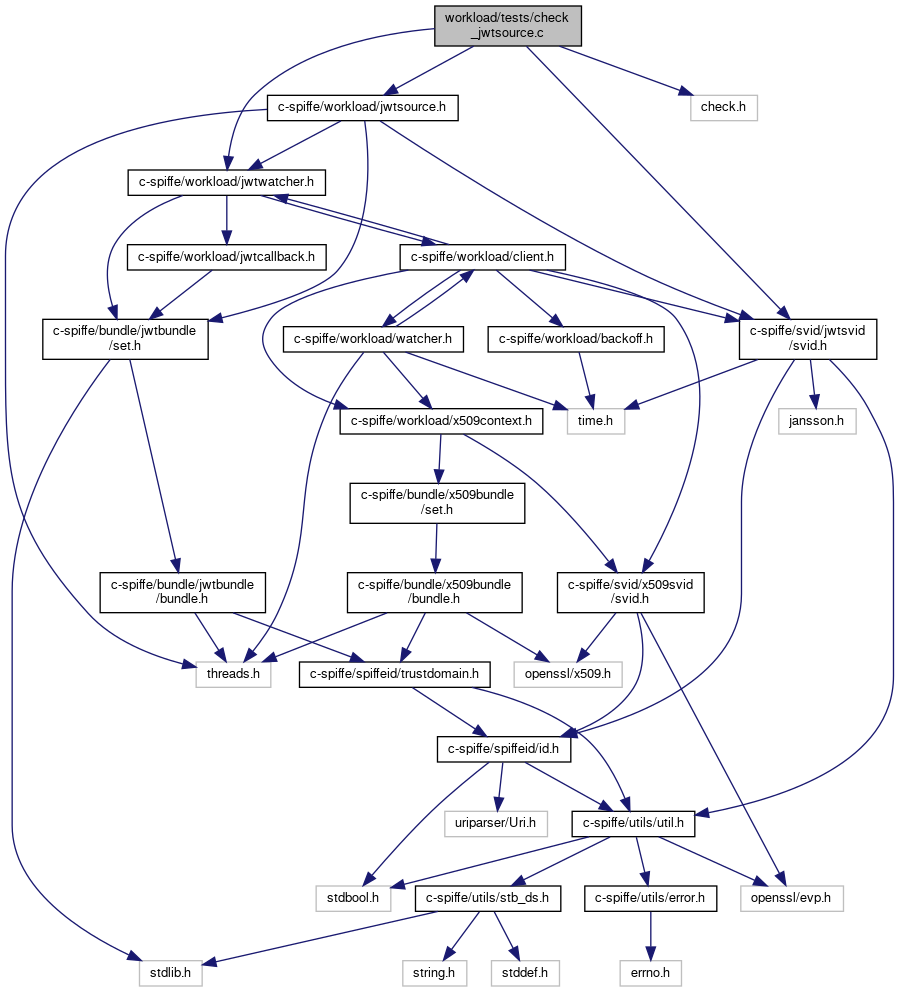 workload/tests/check
_jwtsource.c
c-spiffe/workload/jwtsource.h
check.h
c-spiffe/workload/jwtwatcher.h
c-spiffe/workload/jwtcallback.h
c-spiffe/workload/client.h
c-spiffe/bundle/jwtbundle
/set.h
c-spiffe/workload/watcher.h
c-spiffe/workload/backoff.h
c-spiffe/svid/jwtsvid
/svid.h
c-spiffe/workload/x509context.h
time.h
jansson.h
c-spiffe/bundle/x509bundle
/set.h
c-spiffe/bundle/jwtbundle
/bundle.h
c-spiffe/bundle/x509bundle
/bundle.h
c-spiffe/svid/x509svid
/svid.h
threads.h
c-spiffe/spiffeid/trustdomain.h
openssl/x509.h
c-spiffe/spiffeid/id.h
uriparser/Uri.h
c-spiffe/utils/util.h
stdbool.h
c-spiffe/utils/stb_ds.h
c-spiffe/utils/error.h
openssl/evp.h
stdlib.h
string.h
stddef.h
errno.h